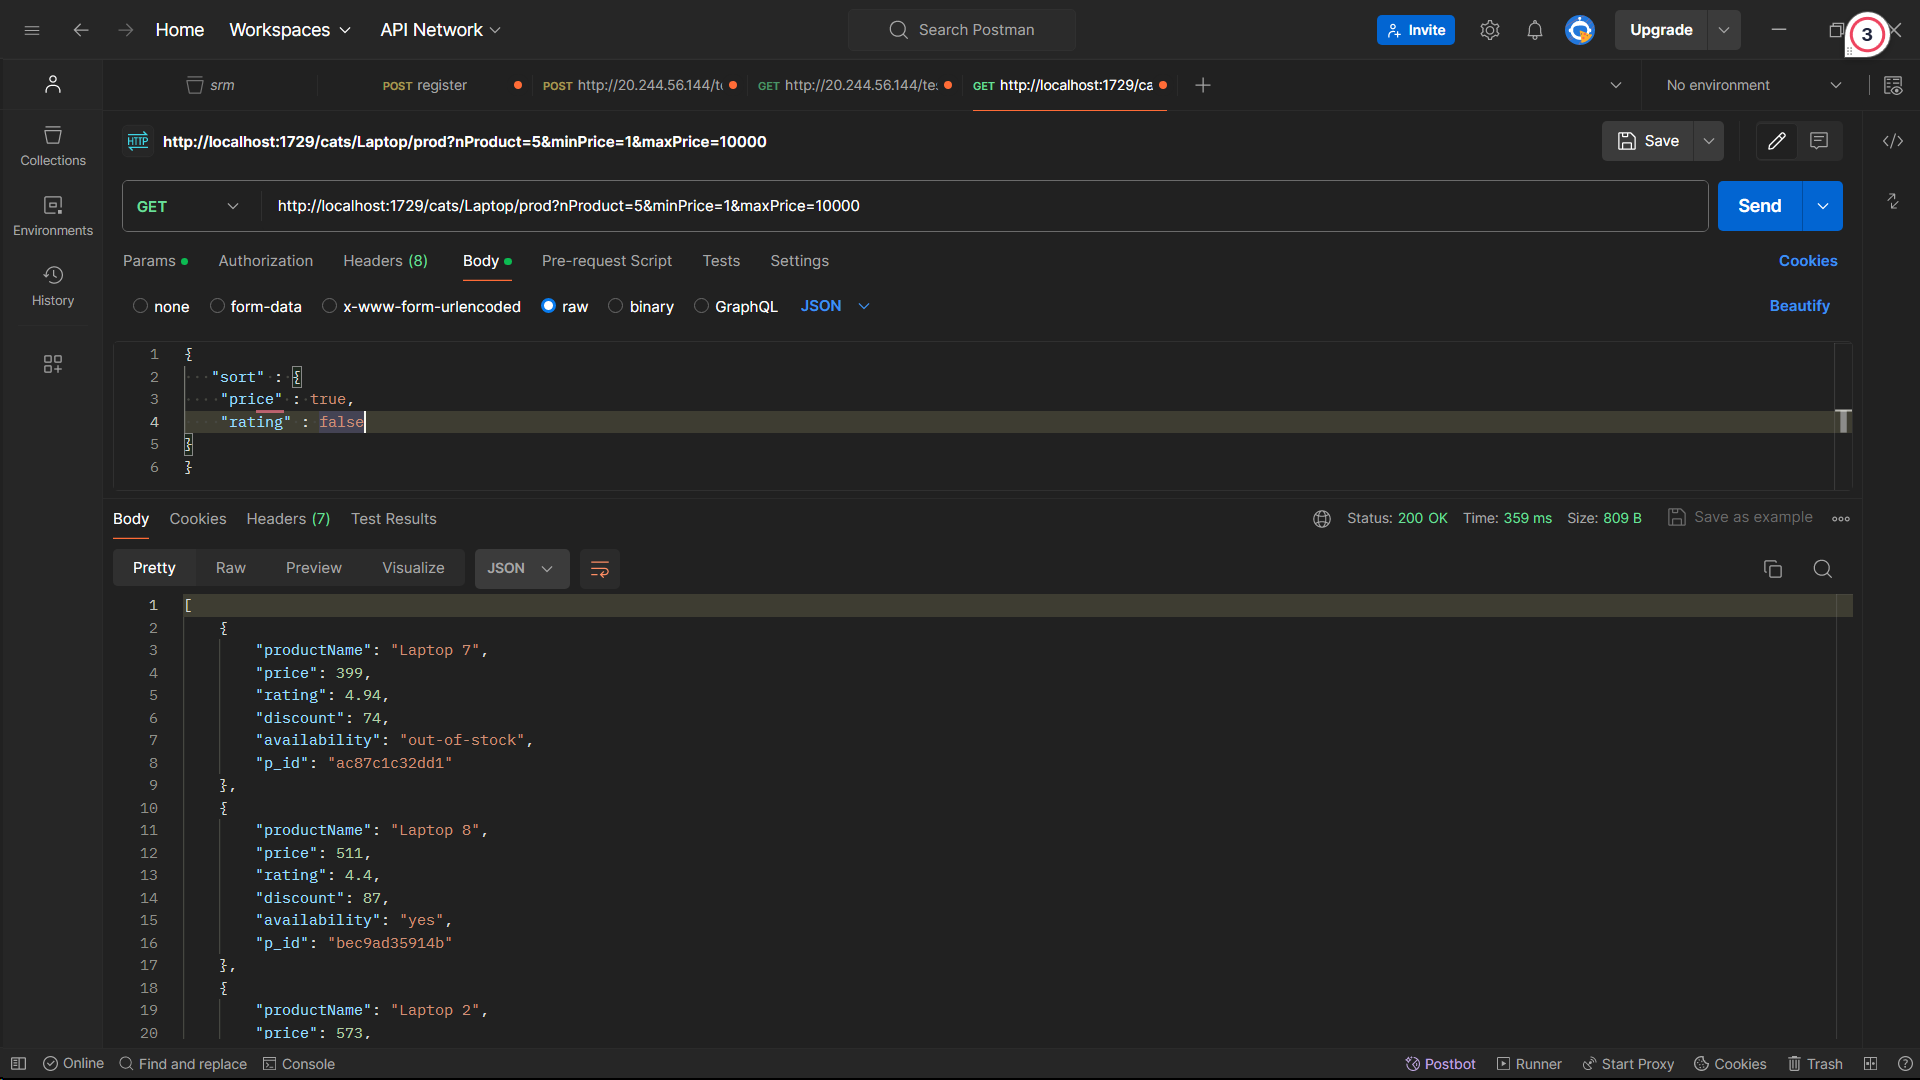 Home Workspaces API Network Search Postman Invite Upgrade 3
srm POST register POST http://20.244.56.144/t GET http://20.244.56.144/te: GET http://localhost:1729/ca No environment
http://localhost:1729/cats/Laptop/prod?nProduct=5&minPrice=1&maxPrice=10000 Save
Collections
Environments
History
GET http://localhost:1729/cats/Laptop/prod?nProduct=5&minPrice=1&maxPrice=10000 Send
Params Authorization Headers (8) Body Pre-request Script Tests Settings Cookies
none form-data x-www-form-urlencoded raw binary GraphQL JSON Beautify
1 {
2 "sort" : {
3 "price" : true,
4 "rating" : false
5 }
6 }
Body Cookies Headers (7) Test Results Status: 200 OK Time: 359 ms Size: 809 B Save as example
Pretty Raw Preview Visualize JSON
1 [
2 {
3 "productName": "Laptop 7",
4 "price": 399,
5 "rating": 4.94,
6 "discount": 74,
7 "availability": "out-of-stock",
8 "p_id": "ac87c1c32dd1"
9 },
10 {
11 "productName": "Laptop 8",
12 "price": 511,
13 "rating": 4.4,
14 "discount": 87,
15 "availability": "yes",
16 "p_id": "bec9ad35914b"
17 },
18 {
19 "productName": "Laptop 2",
20 "price": 573,
Online Find and replace Console Postbot Runner Start Proxy Cookies Trash